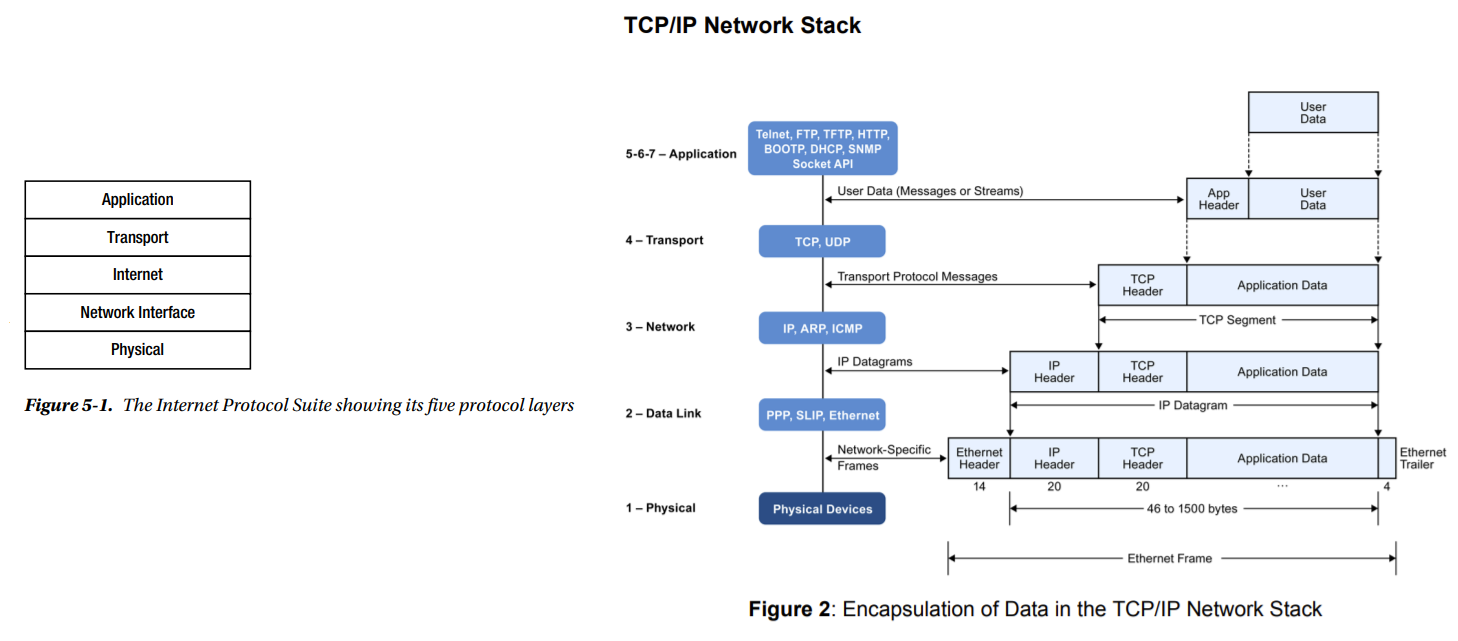 TCP/IP Network Stack
Application
Transport
Internet
Network Interface
Physical
Figure 5-1. The Internet Protocol Suite showing its five protocol layers
User
Data
5-6-7 – Application
Telnet, FTP, TFTP, HTTP,
BOOTP, DHCP, SNMP
Socket API
User Data (Messages or Streams)
App
Header
User
Data
4 – Transport
TCP, UDP
Transport Protocol Messages
TCP
Header
Application Data
TCP Segment
3 – Network
IP, ARP, ICMP
IP Datagrams
IP
Header
TCP
Header
Application Data
IP Datagram
2 – Data Link
PPP, SLIP, Ethernet
Network-Specific
Frames
Ethernet
Header
IP
Header
TCP
Header
Application Data
Ethernet
Trailer
14
20
20
...
4
1 – Physical
Physical Devices
46 to 1500 bytes
Ethernet Frame
Figure 2: Encapsulation of Data in the TCP/IP Network Stack